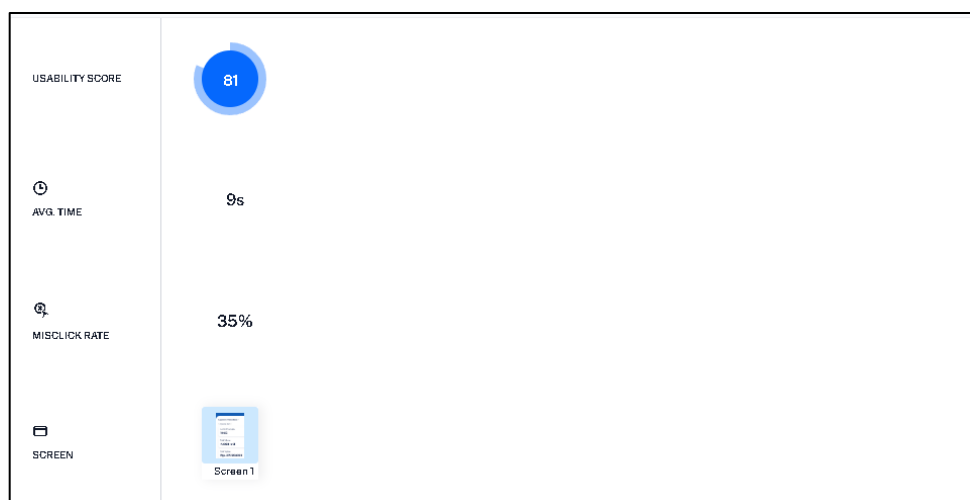 USABILITY SCORE
81
AVG. TIME
9s
MISCLICK RATE
35%
SCREEN
Screen 1